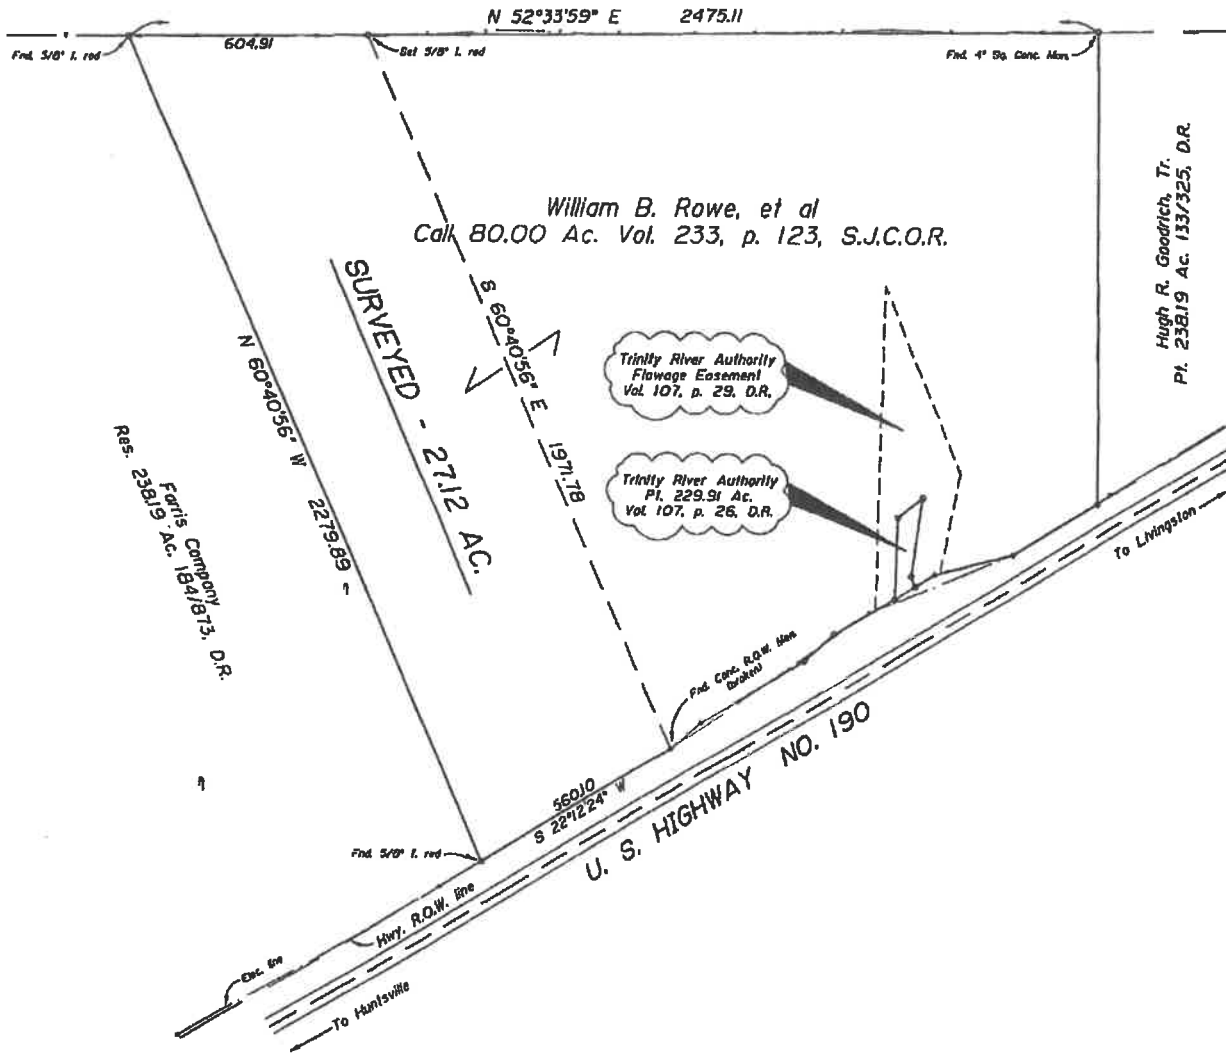 N 52°33'59" E 2475.11
Fnd. 5/8" I. rod
604.91
Set 5/8" I. rod
Fnd. 4" Sq. Conc. Mon.
Hugh R. Goodrich, Tr.
Pt. 238.19 Ac. 133/325, D.R.
William B. Rowe, et al
Call 80.00 Ac. Vol. 233, p. 123, S.J.C.O.R.
SURVEYED - 27.12 AC.
S 60°40'56" E 1971.78
Trinity River Authority
Flowage Easement
Vol. 107, p. 29, D.R.
N 60°40'56" W 2279.89
Trinity River Authority
Pt. 229.91 Ac.
Vol. 107, p. 26, D.R.
Farris Company
Res. 238.19 Ac. 184/873, D.R.
To Livingston
Fnd. Conc. R.O.W. Mon.
(broken)
560.10
S 22°12'24" W
U. S. HIGHWAY NO. 190
Fnd. 5/8" I. rod
Hwy. R.O.W. line
Elec. line
To Huntsville